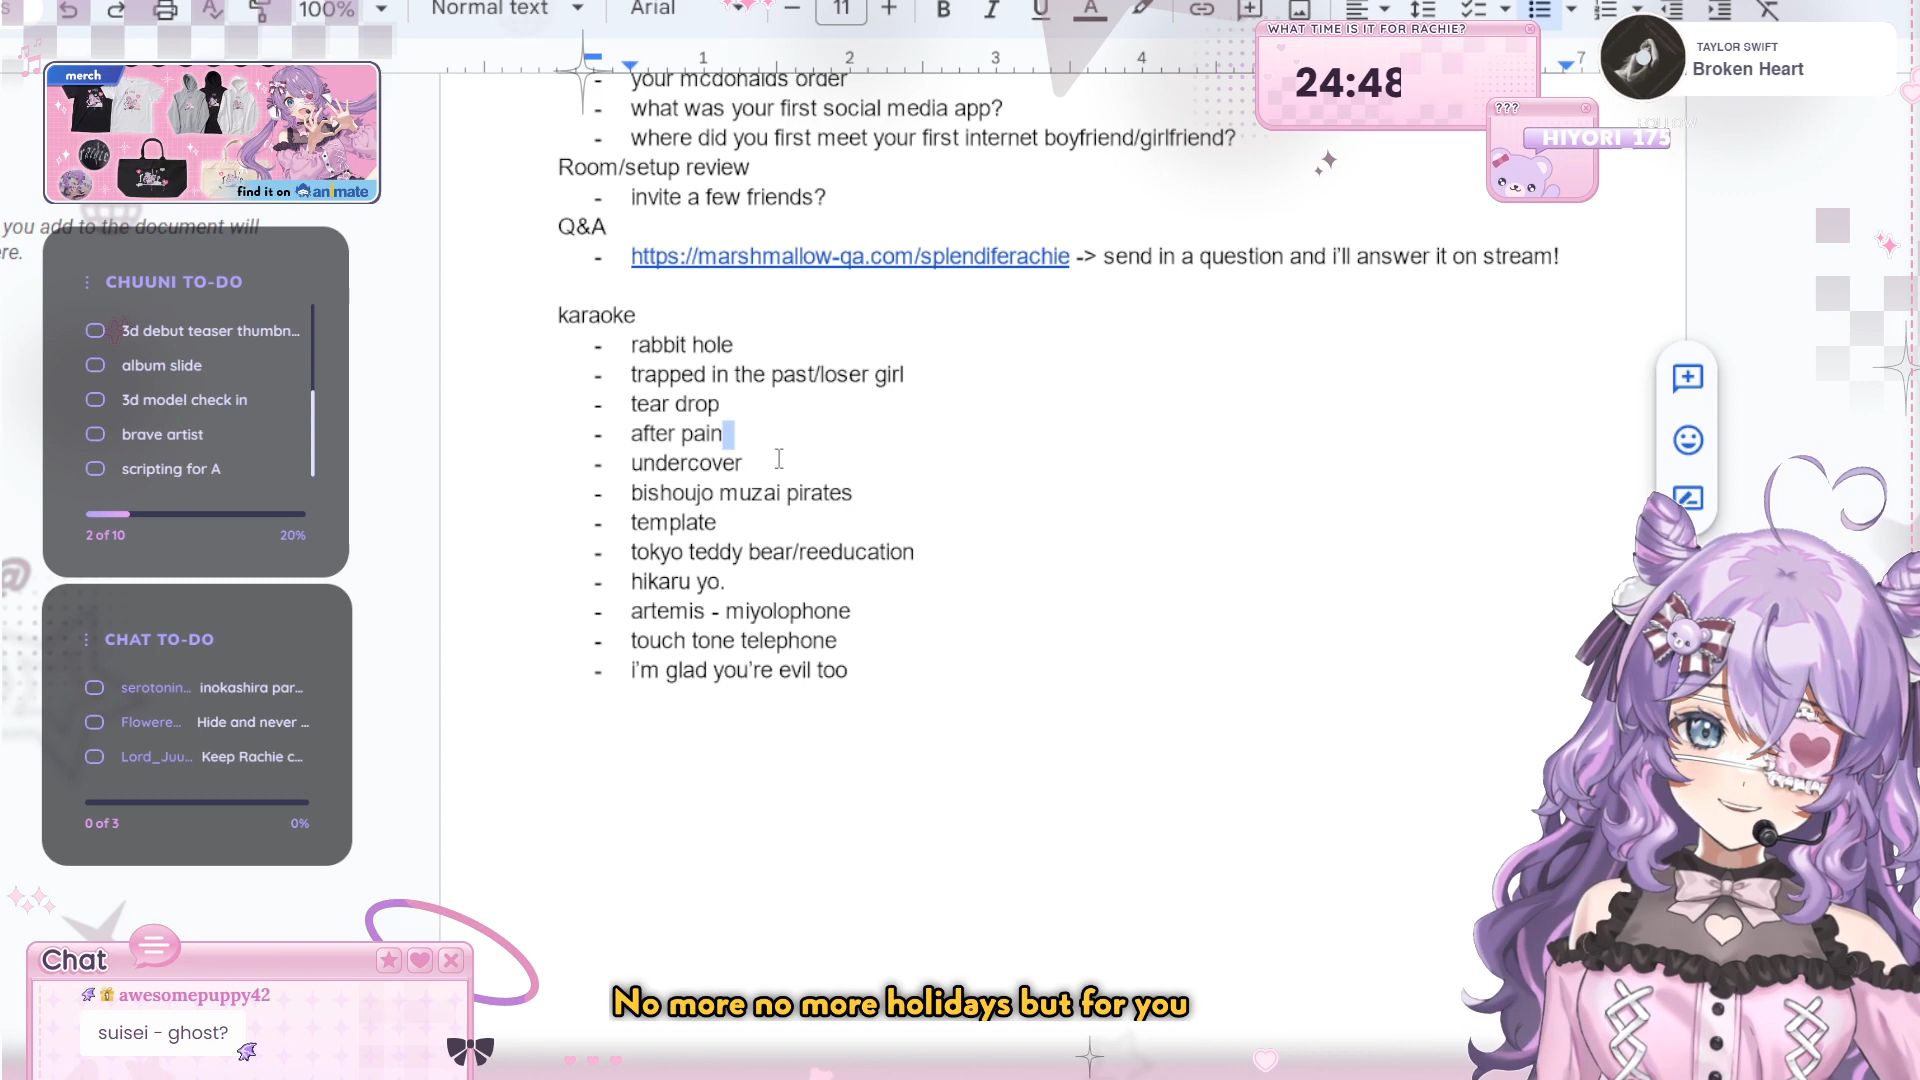 100%
Normal text
Arial
11
1
2
3
4
7
WHAT TIME IS IT FOR RACHIE?
24:48
???
HIYORI_175
TAYLOR SWIFT
Broken Heart
merch
find it on animate
you add to the document will
re.
your mcdonalds order
- what was your first social media app?
- where did you first meet your first internet boyfriend/girlfriend?
Room/setup review
- invite a few friends?
Q&A
- https://marshmallow-qa.com/splendiferachie -> send in a question and i'll answer it on stream!
karaoke
- rabbit hole
- trapped in the past/loser girl
- tear drop
- after pain
- undercover
- bishoujo muzai pirates
- template
- tokyo teddy bear/reeducation
- hikaru yo.
- artemis - miyolophone
- touch tone telephone
- i'm glad you're evil too
CHUUNI TO-DO
3d debut teaser thumbn...
album slide
3d model check in
brave artist
scripting for A
2 of 10
20%
CHAT TO-DO
serotonin... inokashira par...
Flowere... Hide and never ...
Lord_Juu... Keep Rachie c...
0 of 3
0%
Chat
awesomepuppy42
suisei - ghost?
No more no more holidays but for you